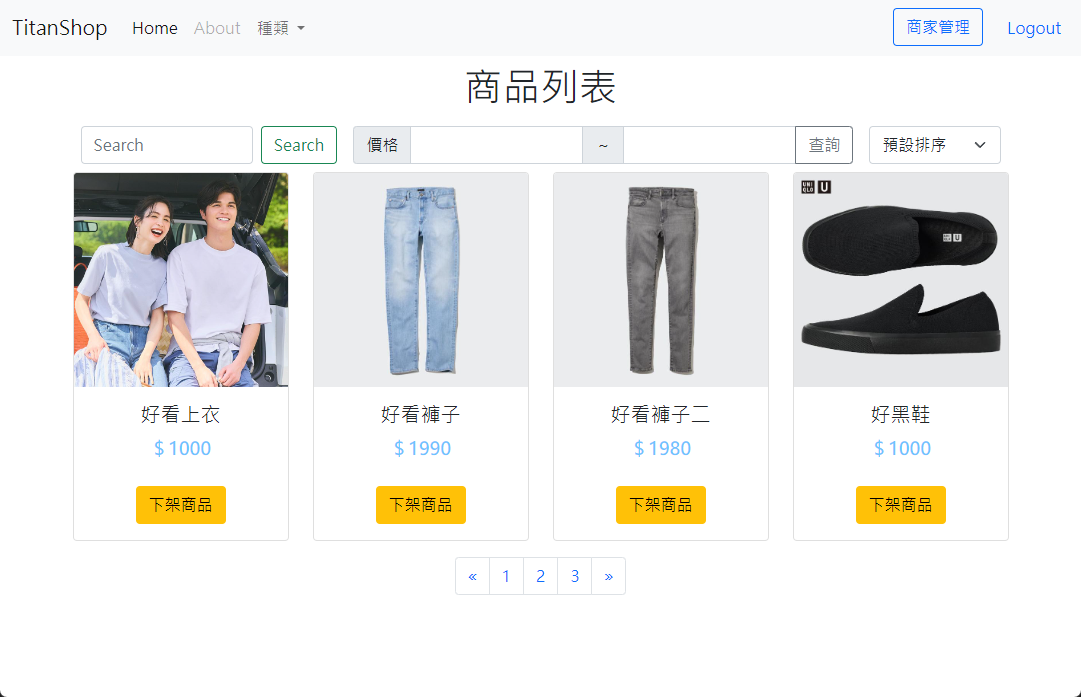 TitanShop Home About 種類 商家管理 Logout
商品列表
Search Search 價格 ~ 查詢 預設排序
UNIQLO U
好看上衣 好看褲子 好看褲子二 好黑鞋
$ 1000 $ 1990 $ 1980 $ 1000
下架商品 下架商品 下架商品 下架商品
« 1 2 3 »